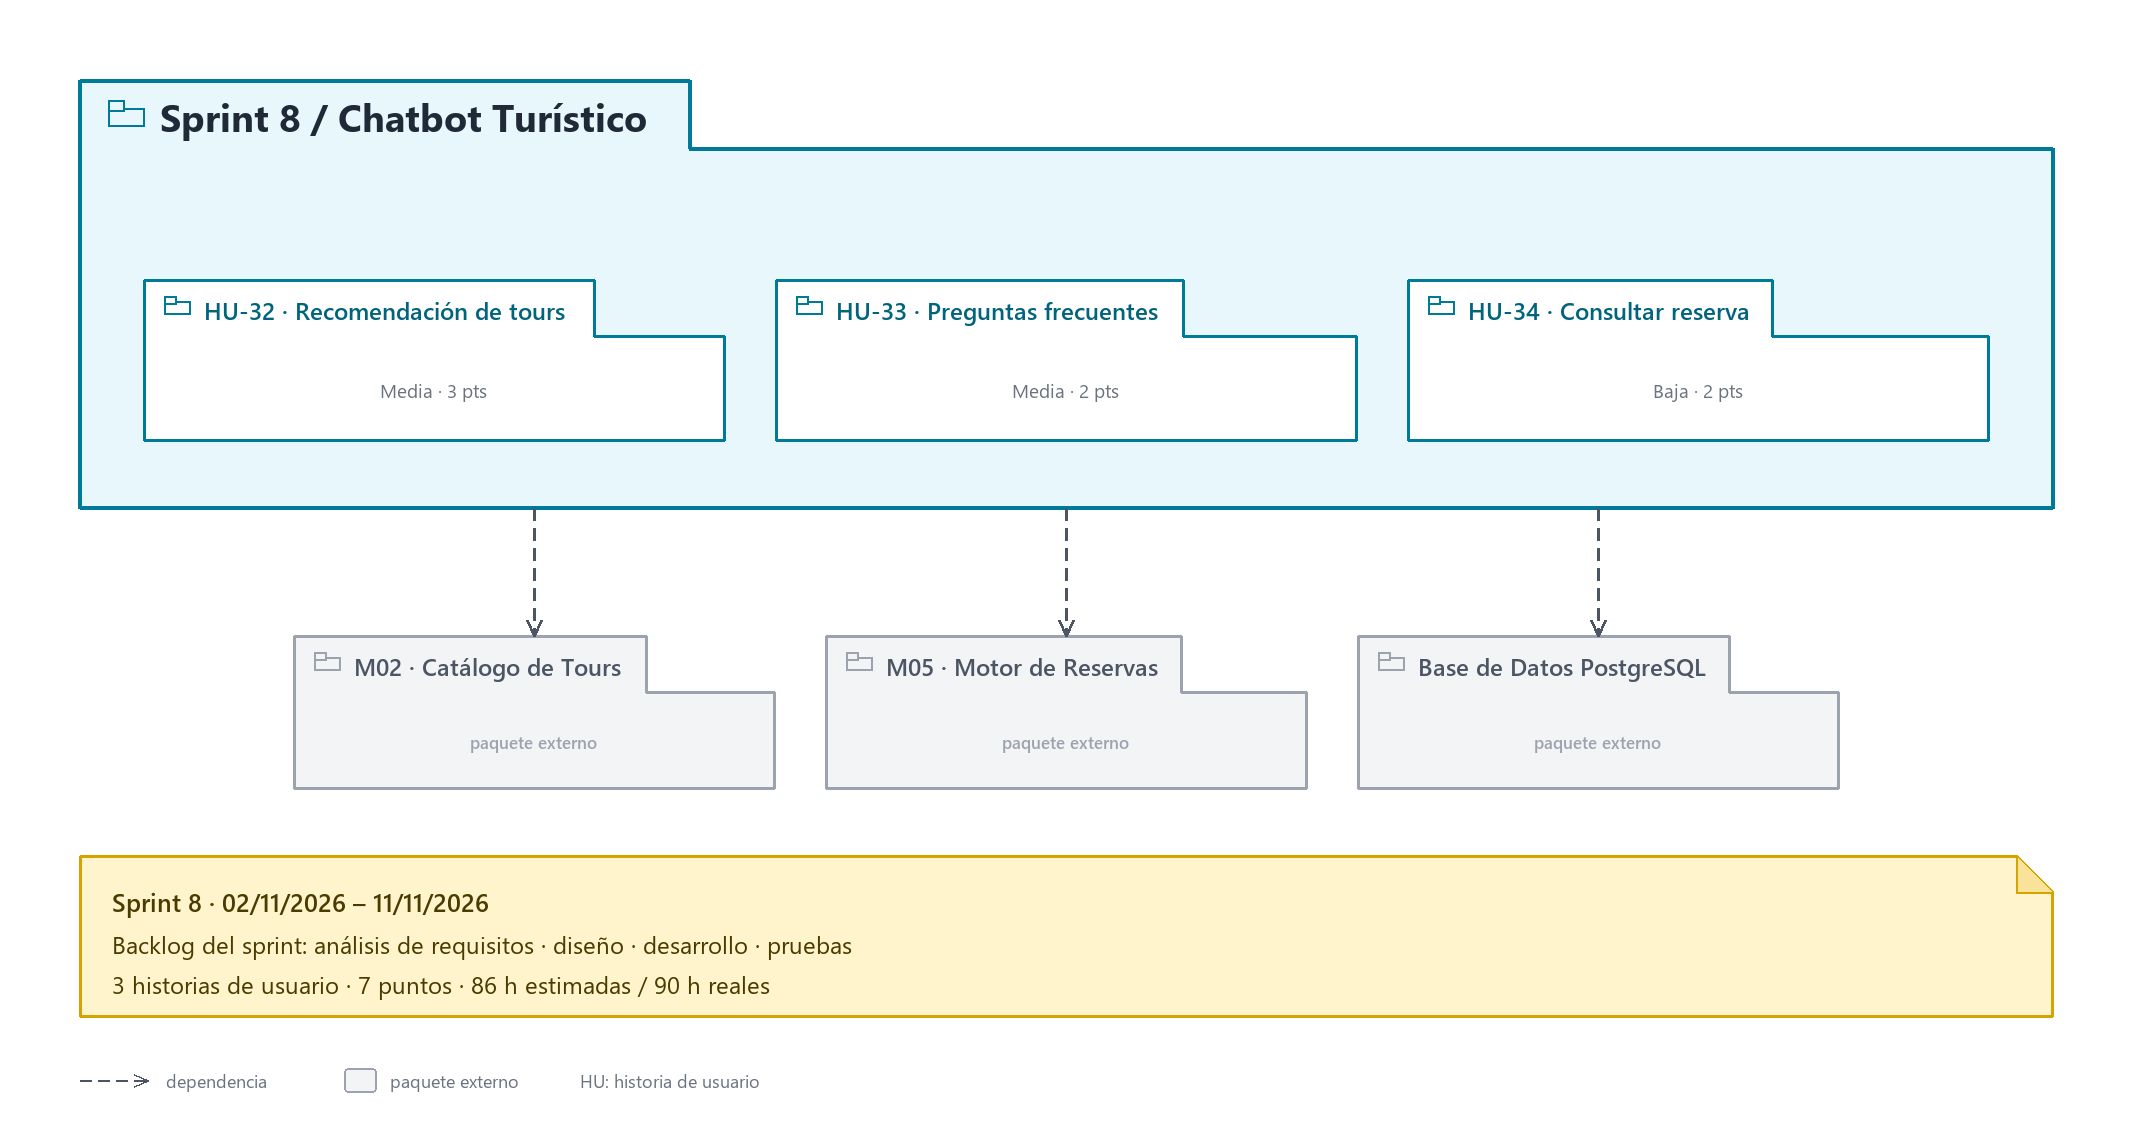 Sprint 8 / Chatbot Turístico
HU-32 · Recomendación de tours
Media · 3 pts
HU-33 · Preguntas frecuentes
Media · 2 pts
HU-34 · Consultar reserva
Baja · 2 pts
M02 · Catálogo de Tours
paquete externo
M05 · Motor de Reservas
paquete externo
Base de Datos PostgreSQL
paquete externo
Sprint 8 · 02/11/2026 – 11/11/2026
Backlog del sprint: análisis de requisitos · diseño · desarrollo · pruebas
3 historias de usuario · 7 puntos · 86 h estimadas / 90 h reales
dependencia
paquete externo
HU: historia de usuario